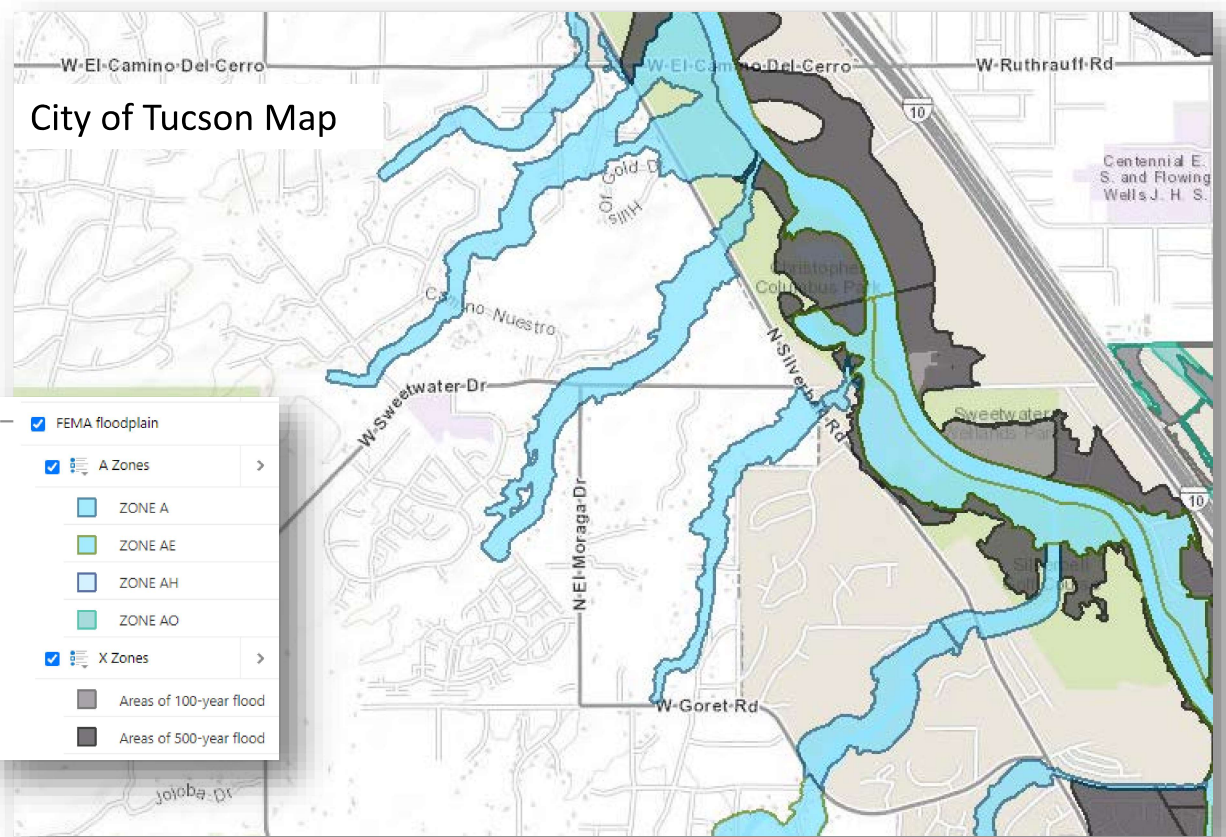 W-El-Camino-Del-Cerro
W-El-Camino-Del-Cerro
W-Ruthrauff-Rd
City of Tucson Map
10
Centennial E.
S. and Flowing
Wells J. H. S.
Hills Of Gold D
Christopher
Columbus Park
Camino Nuestro
N-Silverbell-Rd
W-Sweetwater-Dr
Sweetwater
Wetlands Park
FEMA floodplain
A Zones
ZONE A
ZONE AE
ZONE AH
ZONE AO
X Zones
Areas of 100-year flood
Areas of 500-year flood
10
N-El-Moraga-Dr
Silverbell
W-Goret-Rd
Joloba-Dr